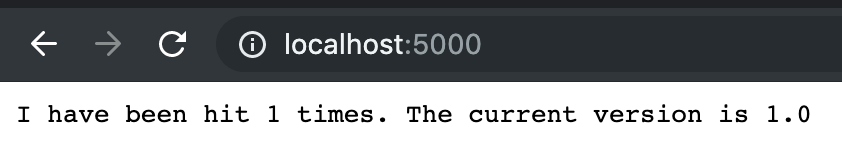 localhost:5000
I have been hit 1 times. The current version is 1.0